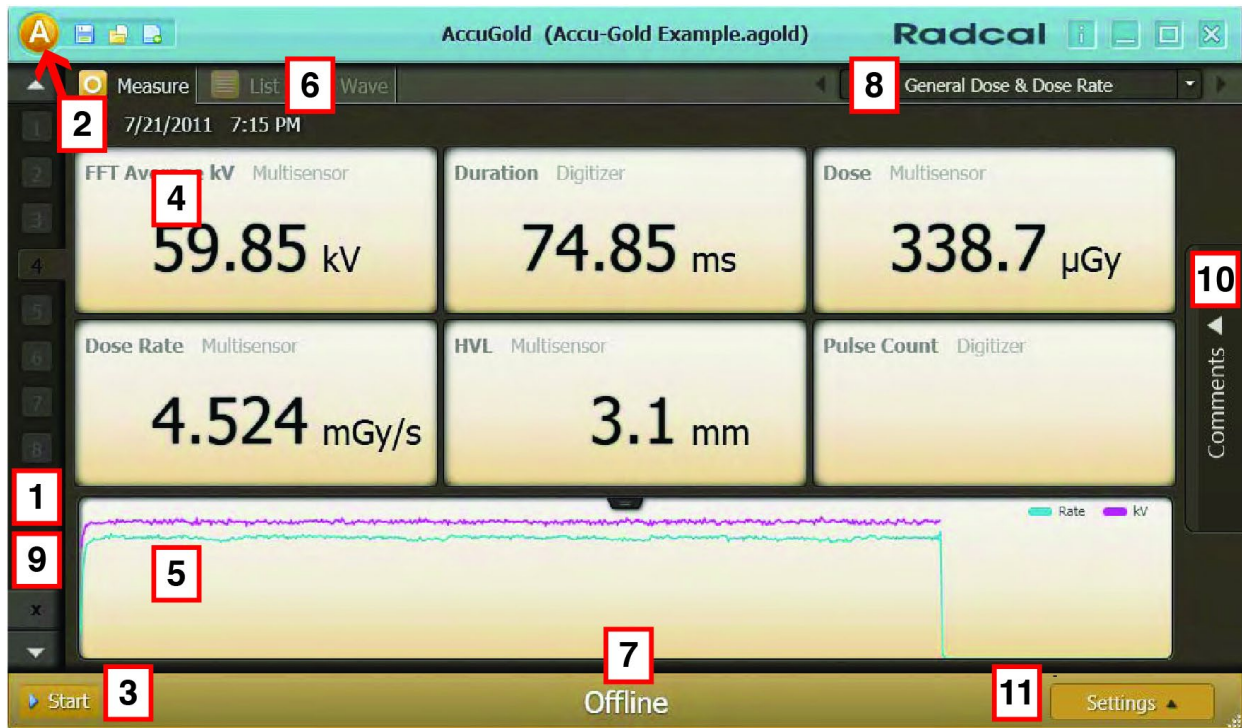 A AccuGold (Accu-Gold Example.agold) Radcal i
Measure List 6 Wave 8 General Dose & Dose Rate
2 7/21/2011 7:15 PM
1
2
3
4
5
6
7
8
1
9
x
FFT Average kV Multisensor
4
59.85 kV
Duration Digitizer
74.85 ms
Dose Multisensor
338.7 µGy
Dose Rate Multisensor
4.524 mGy/s
HVL Multisensor
3.1 mm
Pulse Count Digitizer
10
Comments
Rate kV
5
7
Start 3 Offline 11 Settings